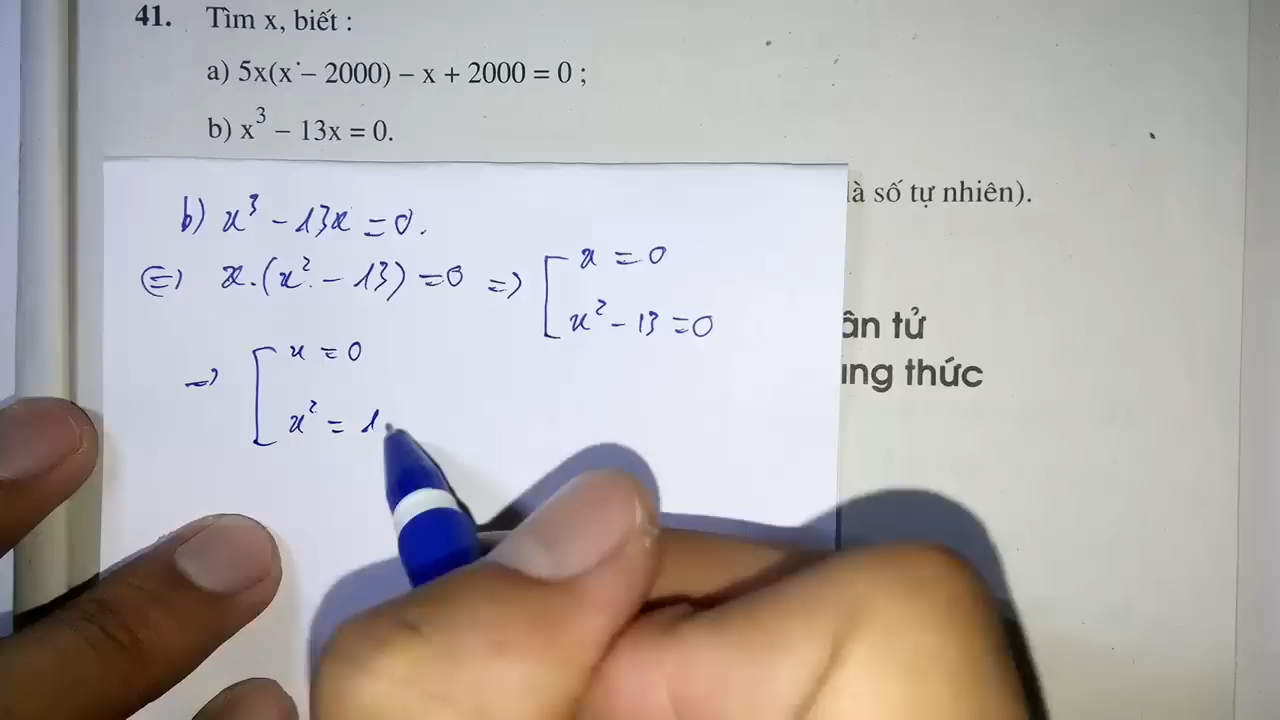 41. Tìm x, biết :
a) 5x(x – 2000) – x + 2000 = 0 ;
b) x³ – 13x = 0.
là số tự nhiên).
b) x³ – 13x = 0.
(=) x.(x² – 13) = 0 => [ x = 0
x² – 13 = 0
ân tử
ung thức
=> [ x = 0
x² = 1